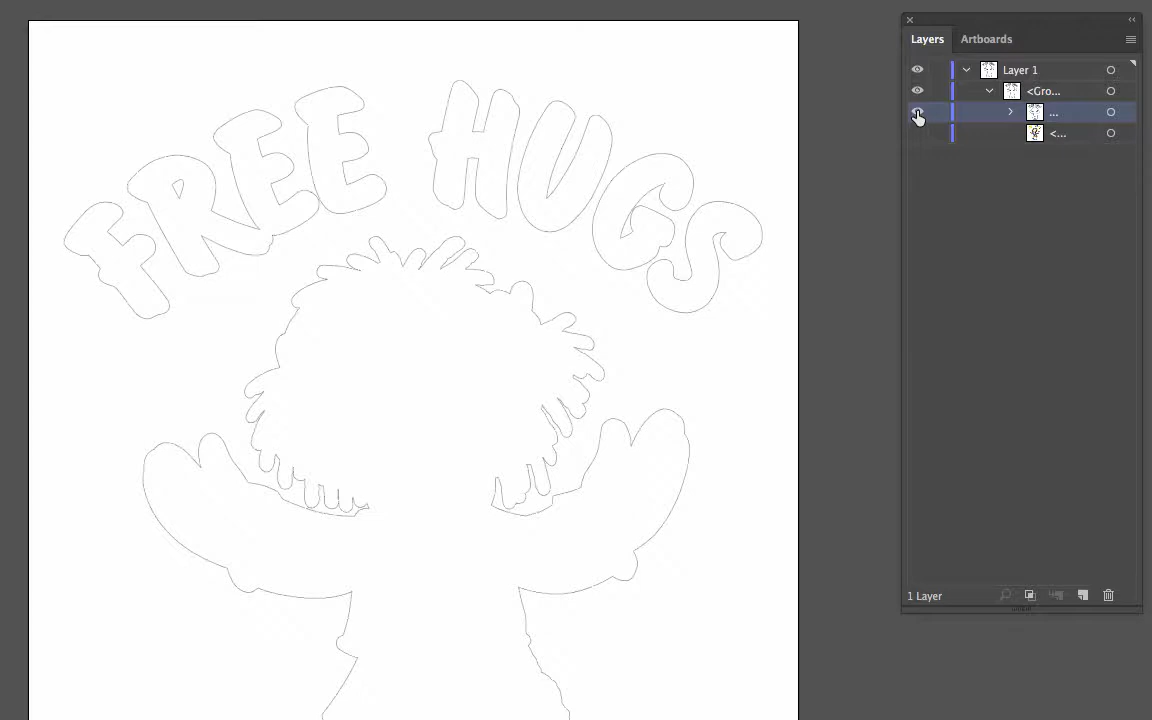 FREE HUGS
Layers Artboards
Layer 1
<Gro...
...
<...
1 Layer